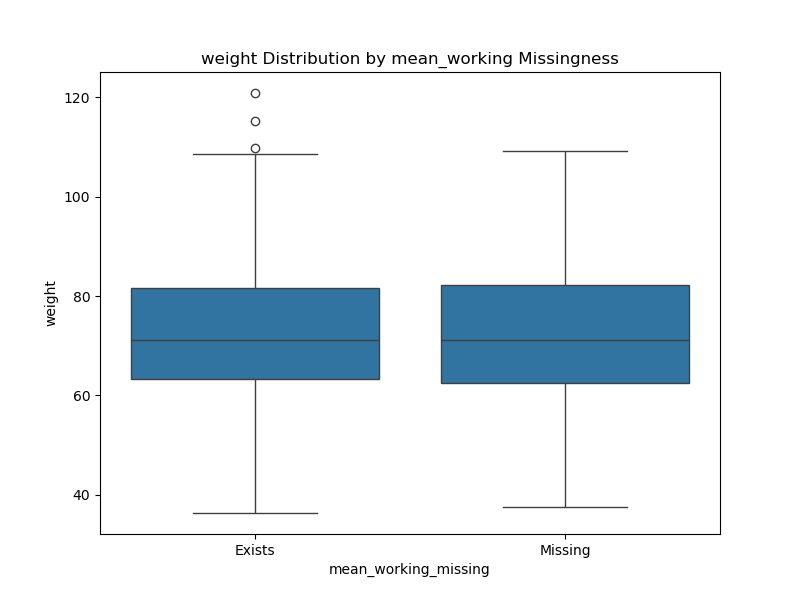 weight Distribution by mean_working Missingness
120
100
80
60
40
weight
Exists
Missing
mean_working_missing